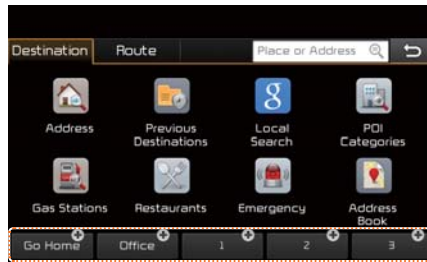 Destination Route Place or Address
Address Previous Destinations Local Search POI Categories
Gas Stations Restaurants Emergency Address Book
Go Home Office 1 2 3